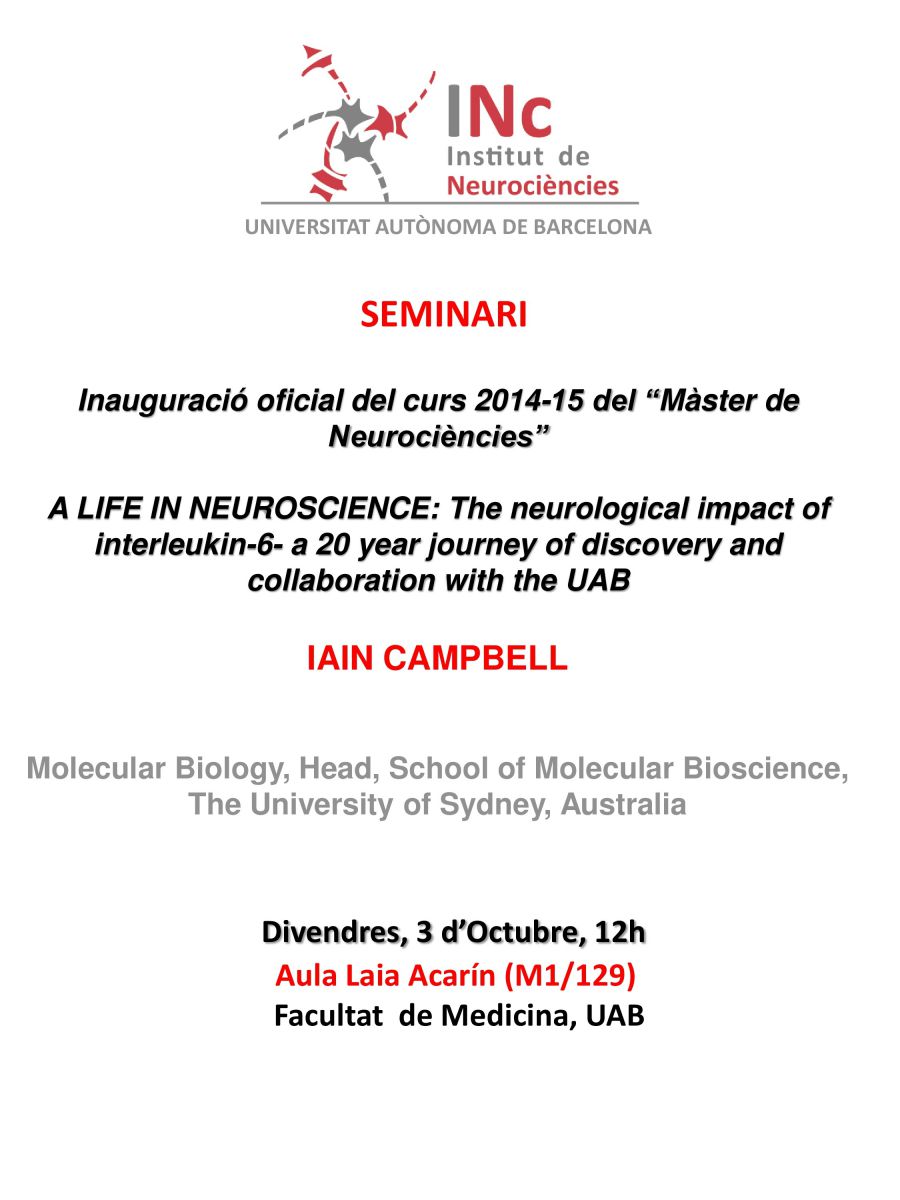 INc
Institut de
Neurociències
UNIVERSITAT AUTÒNOMA DE BARCELONA
SEMINARI
Inauguració oficial del curs 2014-15 del “Màster de
Neurociències”
A LIFE IN NEUROSCIENCE: The neurological impact of
interleukin-6- a 20 year journey of discovery and
collaboration with the UAB
IAIN CAMPBELL
Molecular Biology, Head, School of Molecular Bioscience,
The University of Sydney, Australia
Divendres, 3 d’Octubre, 12h
Aula Laia Acarín (M1/129)
Facultat  de Medicina, UAB